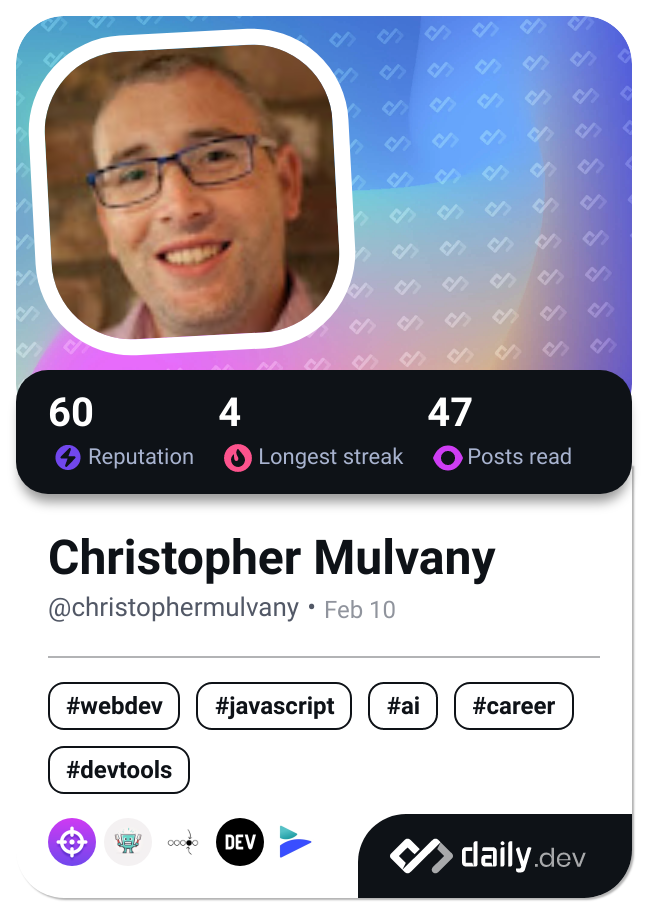 60 4 47
Reputation Longest streak Posts read
Christopher Mulvany
@christophermulvany • Feb 10
#webdev #javascript #ai #career
#devtools
DEV
daily.dev